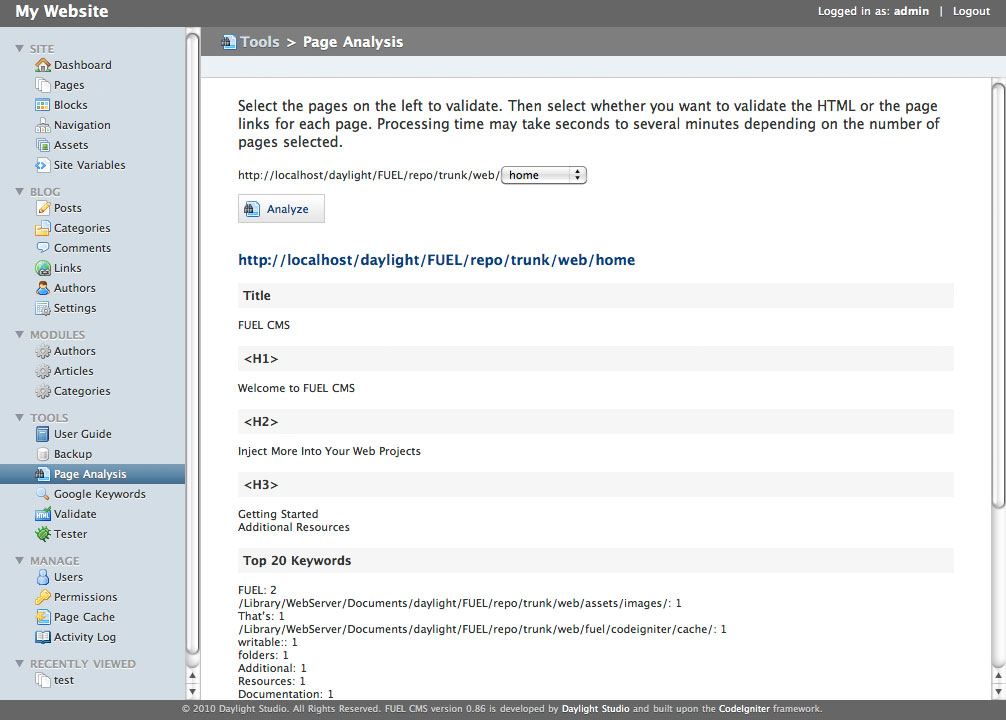 My Website
Logged in as: admin | Logout
SITE
Dashboard
Pages
Blocks
Navigation
Assets
Site Variables
BLOG
Posts
Categories
Comments
Links
Authors
Settings
MODULES
Authors
Articles
Categories
TOOLS
User Guide
Backup
Page Analysis
Google Keywords
Validate
Tester
MANAGE
Users
Permissions
Page Cache
Activity Log
RECENTLY VIEWED
test
Tools > Page Analysis
Select the pages on the left to validate. Then select whether you want to validate the HTML or the page
links for each page. Processing time may take seconds to several minutes depending on the number of
pages selected.
http://localhost/daylight/FUEL/repo/trunk/web/ home
Analyze
http://localhost/daylight/FUEL/repo/trunk/web/home
Title
FUEL CMS
<H1>
Welcome to FUEL CMS
<H2>
Inject More Into Your Web Projects
<H3>
Getting Started
Additional Resources
Top 20 Keywords
FUEL: 2
/Library/WebServer/Documents/daylight/FUEL/repo/trunk/web/assets/images/: 1
That's: 1
/Library/WebServer/Documents/daylight/FUEL/repo/trunk/web/fuel/codeigniter/cache/: 1
writable:: 1
folders: 1
Additional: 1
Resources: 1
Documentation: 1
© 2010 Daylight Studio. All Rights Reserved. FUEL CMS version 0.86 is developed by Daylight Studio and built upon the CodeIgniter framework.